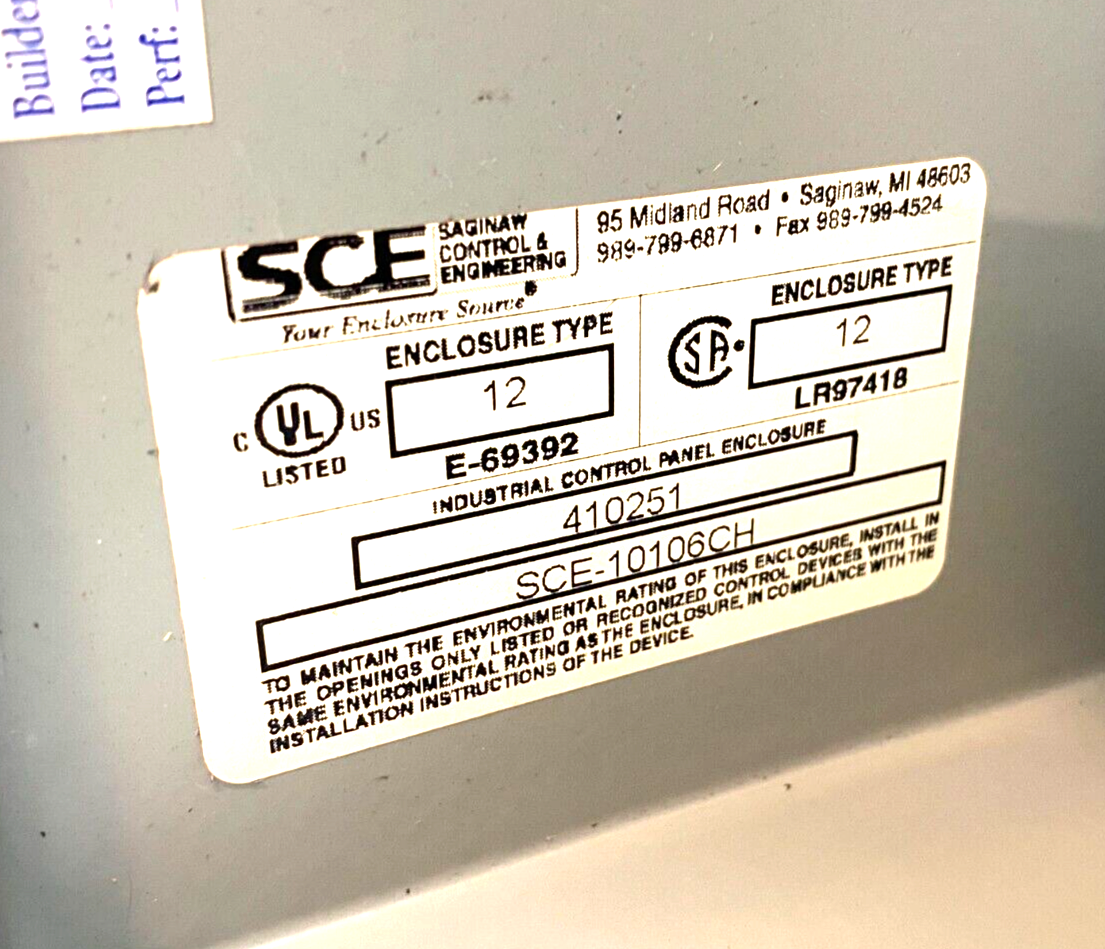 Builder
Date:
Perf:
SCE
SAGINAW
CONTROL &
ENGINEERING
Your Enclosure Source®
95 Midland Road • Saginaw, MI 48603
989-799-6871 • Fax 989-799-4524
ENCLOSURE TYPE
12
C UL US
LISTED
E-69392
ENCLOSURE TYPE
SA
12
LR97418
INDUSTRIAL CONTROL PANEL ENCLOSURE
410251
SCE-10106CH
TO MAINTAIN THE ENVIRONMENTAL RATING OF THIS ENCLOSURE, INSTALL IN
THE OPENINGS ONLY LISTED OR RECOGNIZED CONTROL DEVICES WITH THE
SAME ENVIRONMENTAL RATING AS THE ENCLOSURE, IN COMPLIANCE WITH THE
INSTALLATION INSTRUCTIONS OF THE DEVICE.